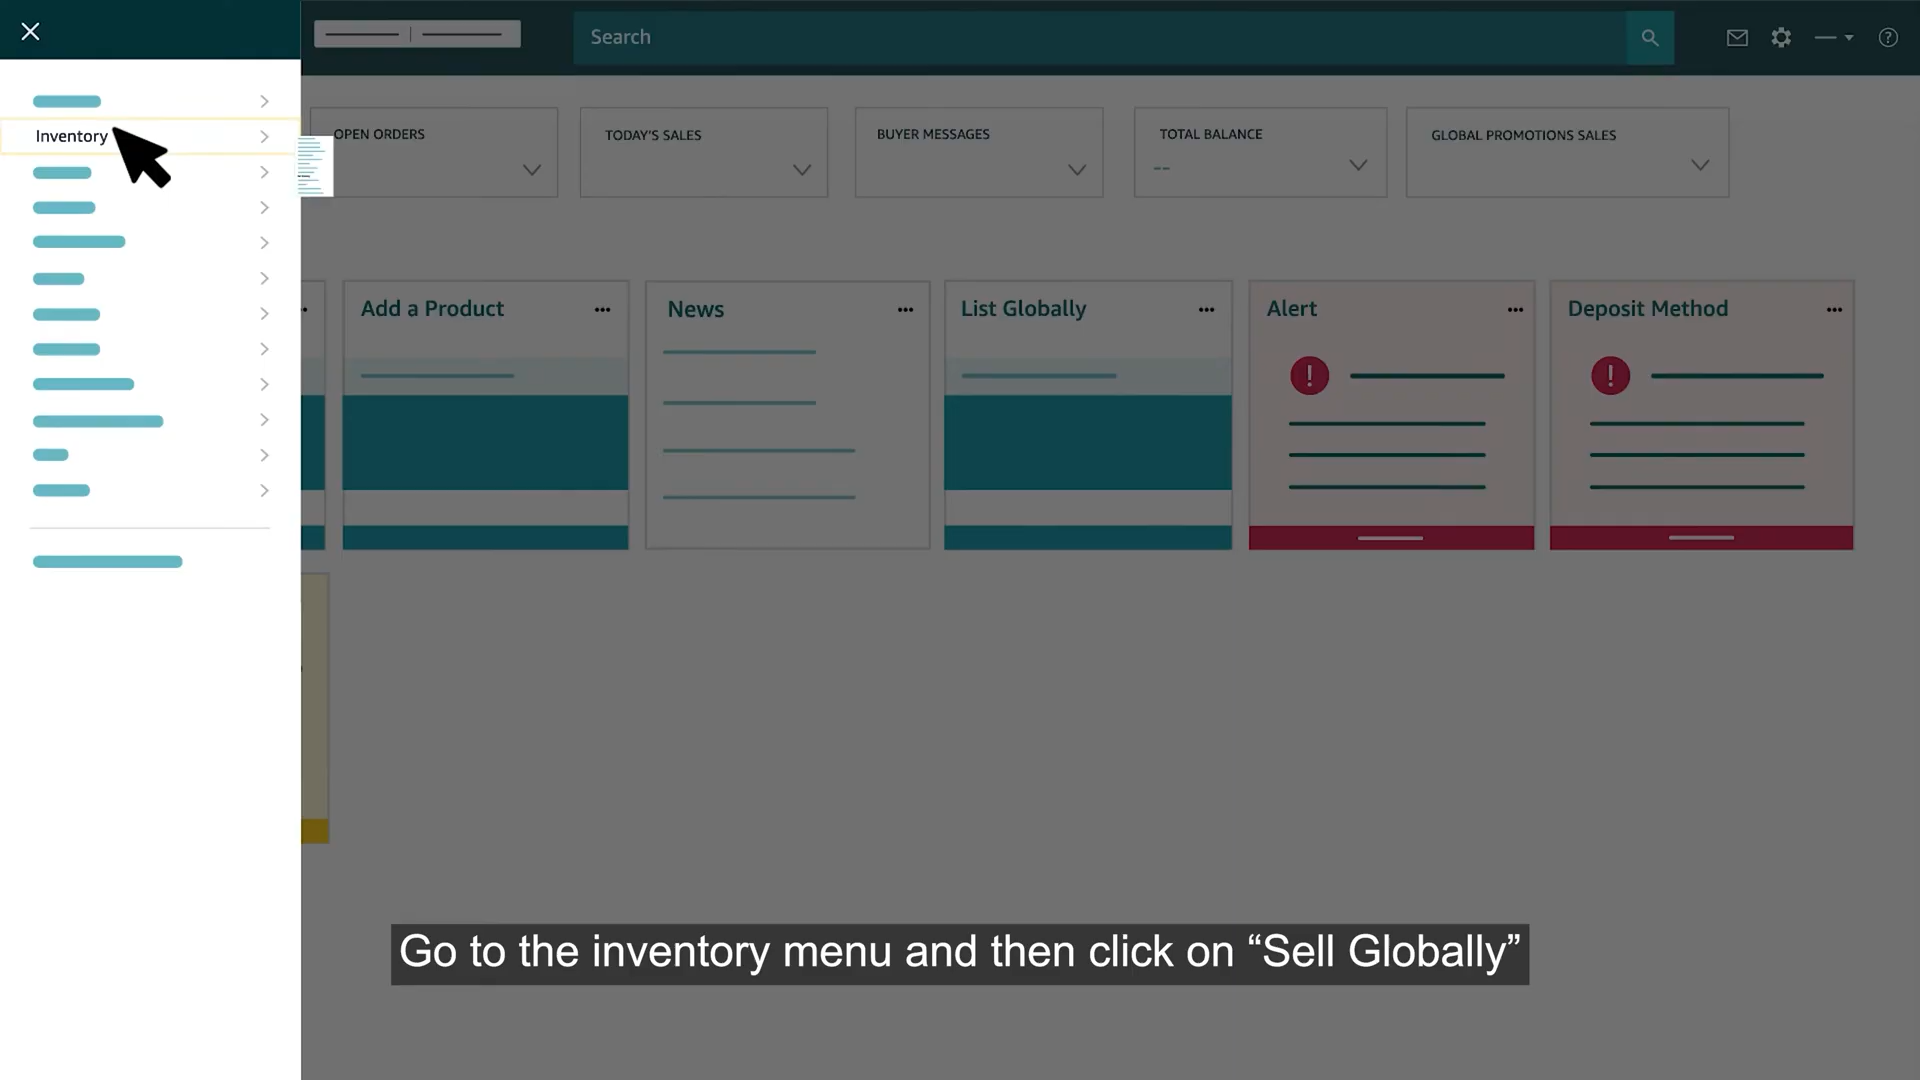 Search
Inventory
OPEN ORDERS
TODAY'S SALES
BUYER MESSAGES
TOTAL BALANCE
--
GLOBAL PROMOTIONS SALES
Add a Product
News
List Globally
Alert
Deposit Method
Go to the inventory menu and then click on “Sell Globally”